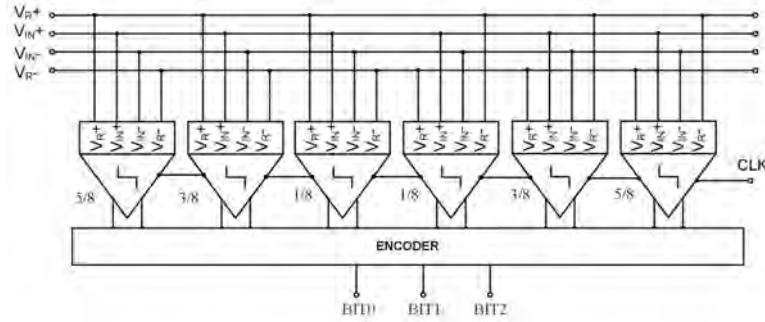 VR+
VIN+
VIN-
VR-
VR+ VIN+ VIN- VR-
VR+ VIN+ VIN- VR-
VR+ VIN+ VIN- VR-
VR+ VIN+ VIN- VR-
VR+ VIN+ VIN- VR-
VR+ VIN+ VIN- VR-
CLK
5/8 3/8 1/8 1/8 3/8 5/8
ENCODER
BIT0 BIT1 BIT2